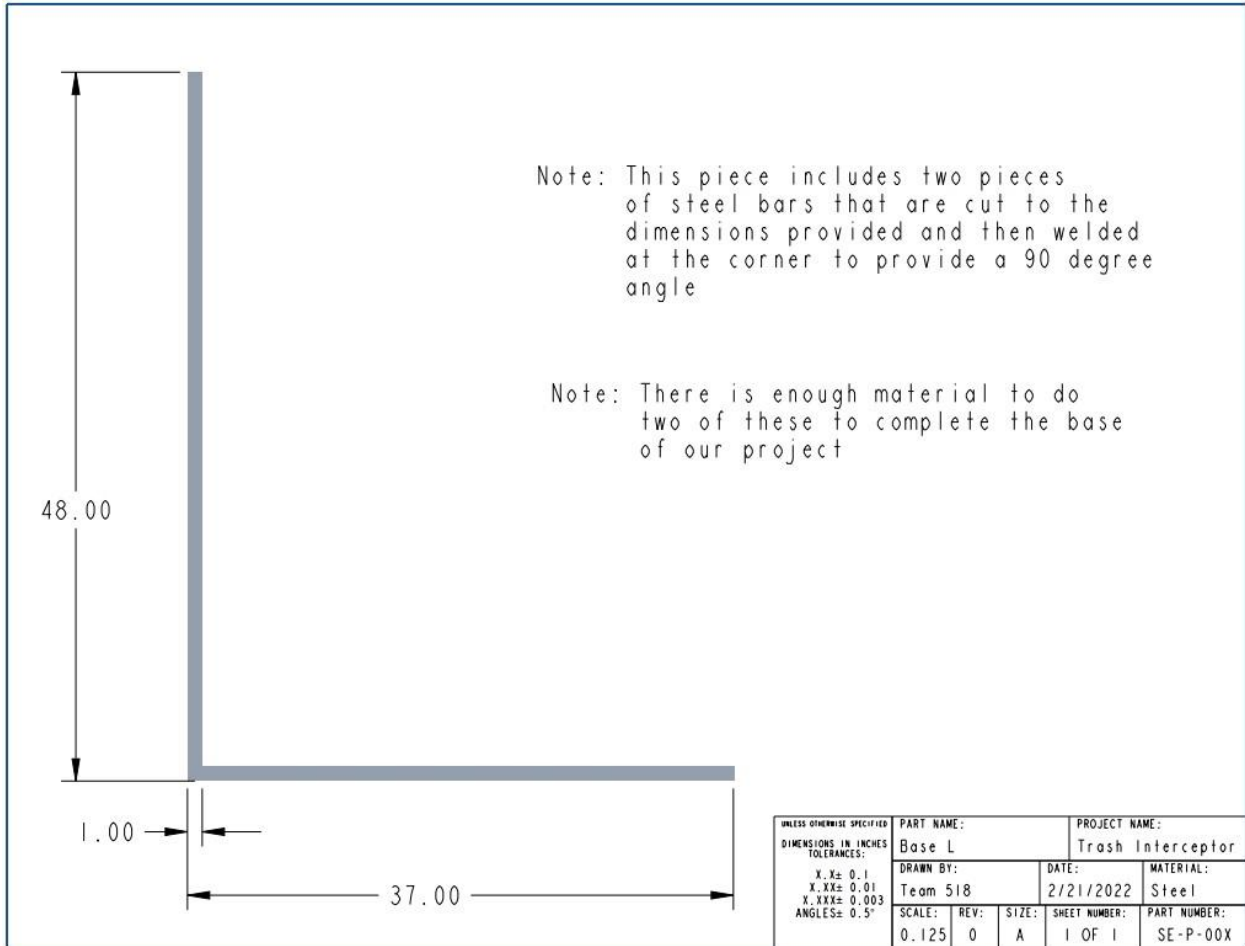 Note: This piece includes two pieces
of steel bars that are cut to the
dimensions provided and then welded
at the corner to provide a 90 degree
angle
Note: There is enough material to do
two of these to complete the base
of our project
48.00
1.00
37.00
UNLESS OTHERWISE SPECIFIED
DIMENSIONS IN INCHES
TOLERANCES:
X.X± 0.1
X.XX± 0.01
X.XXX± 0.003
ANGLES± 0.5°
PART NAME:
Base L
PROJECT NAME:
Trash Interceptor
DRAWN BY:
Team 518
DATE:
2/21/2022
MATERIAL:
Steel
SCALE:
0.125
REV:
0
SIZE:
A
SHEET NUMBER:
1 OF 1
PART NUMBER:
SE-P-00X